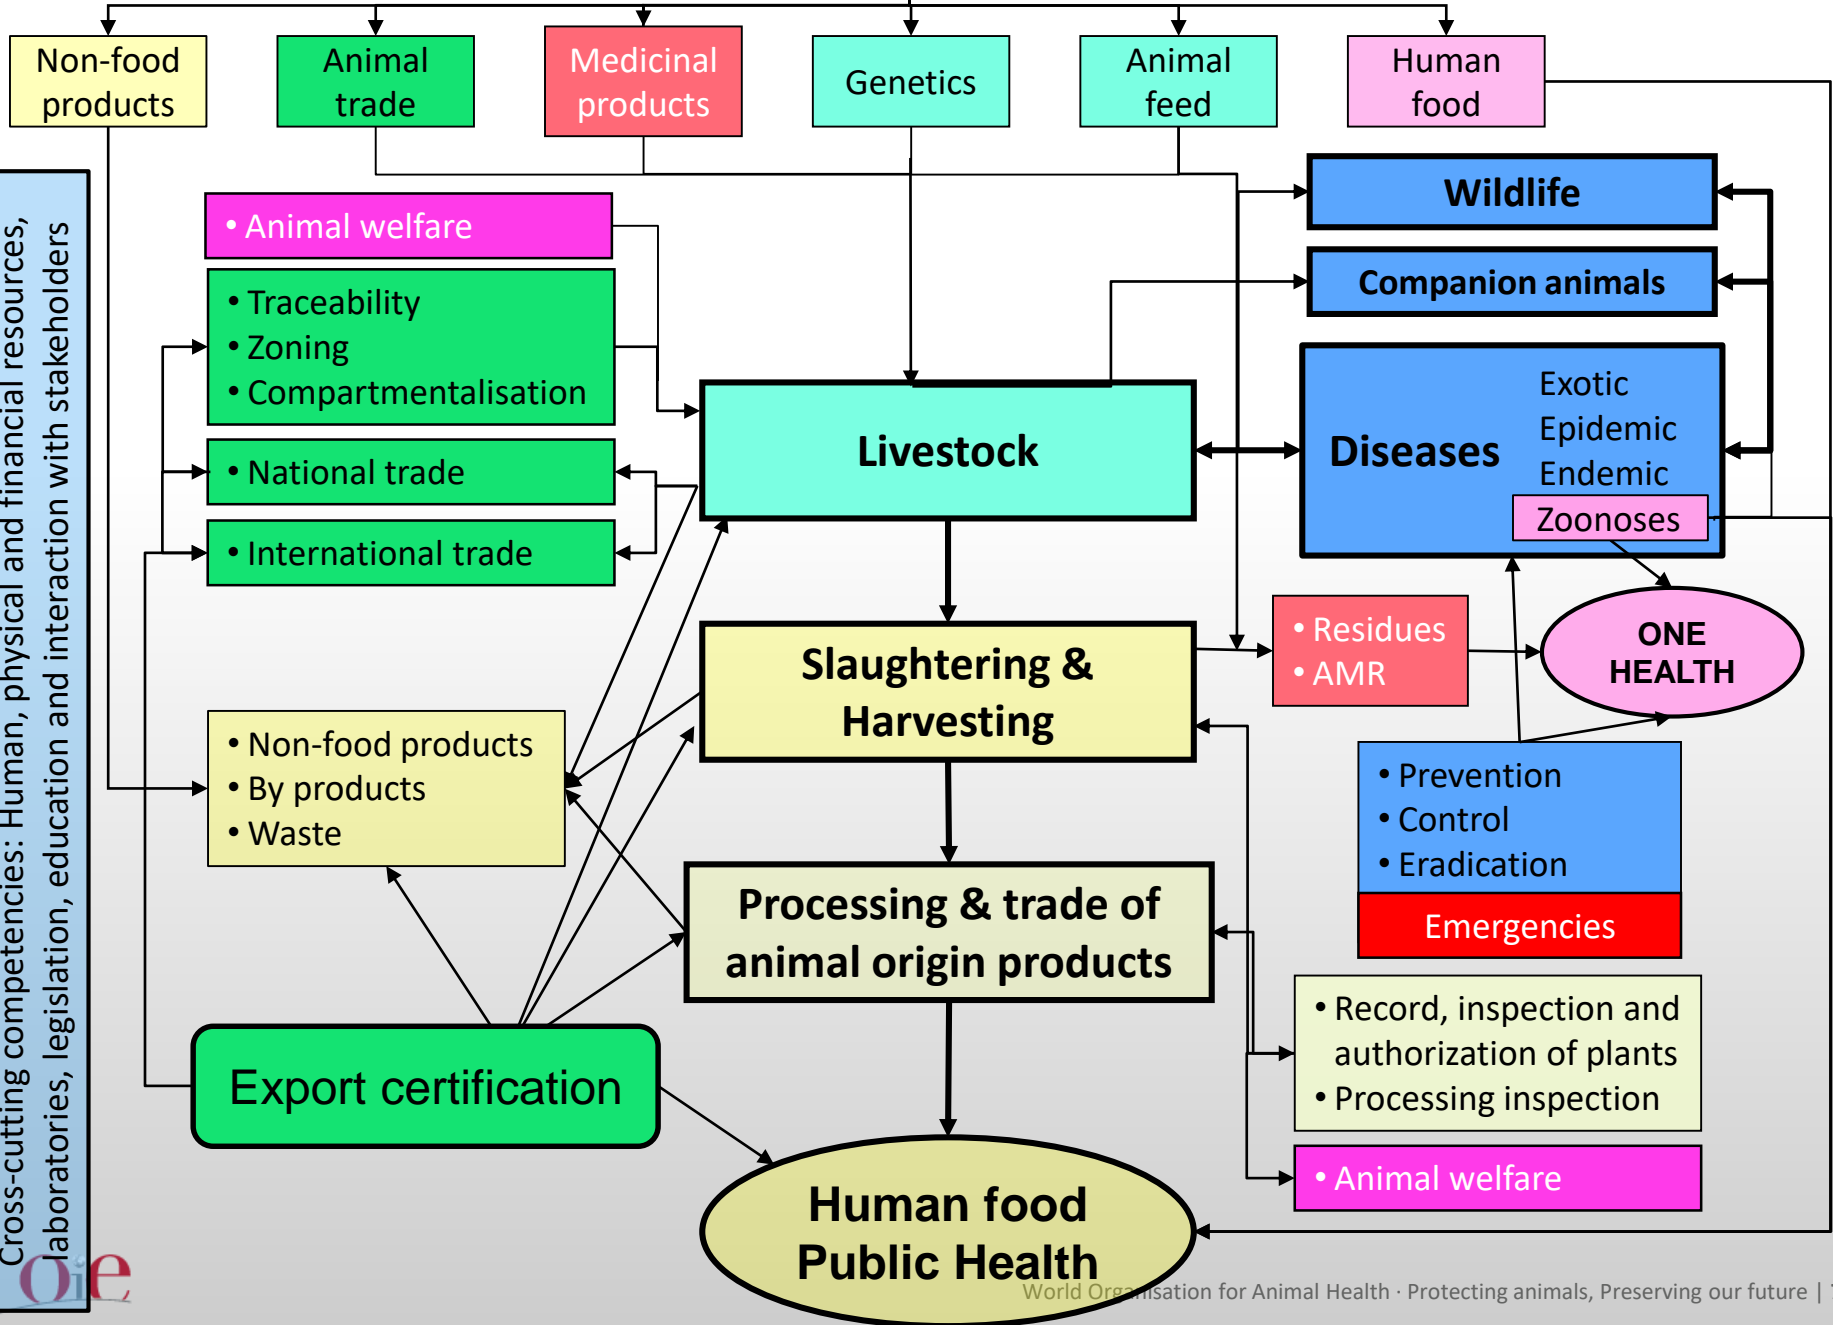 Non-food
products
Animal
trade
Medicinal
products
Genetics
Animal
feed
Human
food
Cross-cutting competencies: Human, physical and financial resources,
laboratories, legislation, education and interaction with stakeholders
• Animal welfare
• Traceability
• Zoning
• Compartmentalisation
• National trade
• International trade
Wildlife
Companion animals
Livestock
Diseases
Exotic
Epidemic
Endemic
Zoonoses
Slaughtering &
Harvesting
• Residues
• AMR
ONE
HEALTH
• Non-food products
• By products
• Waste
• Prevention
• Control
• Eradication
Emergencies
Processing & trade of
animal origin products
• Record, inspection and
authorization of plants
• Processing inspection
Export certification
• Animal welfare
Human food
Public Health
Oie
World Organisation for Animal Health · Protecting animals, Preserving our future |